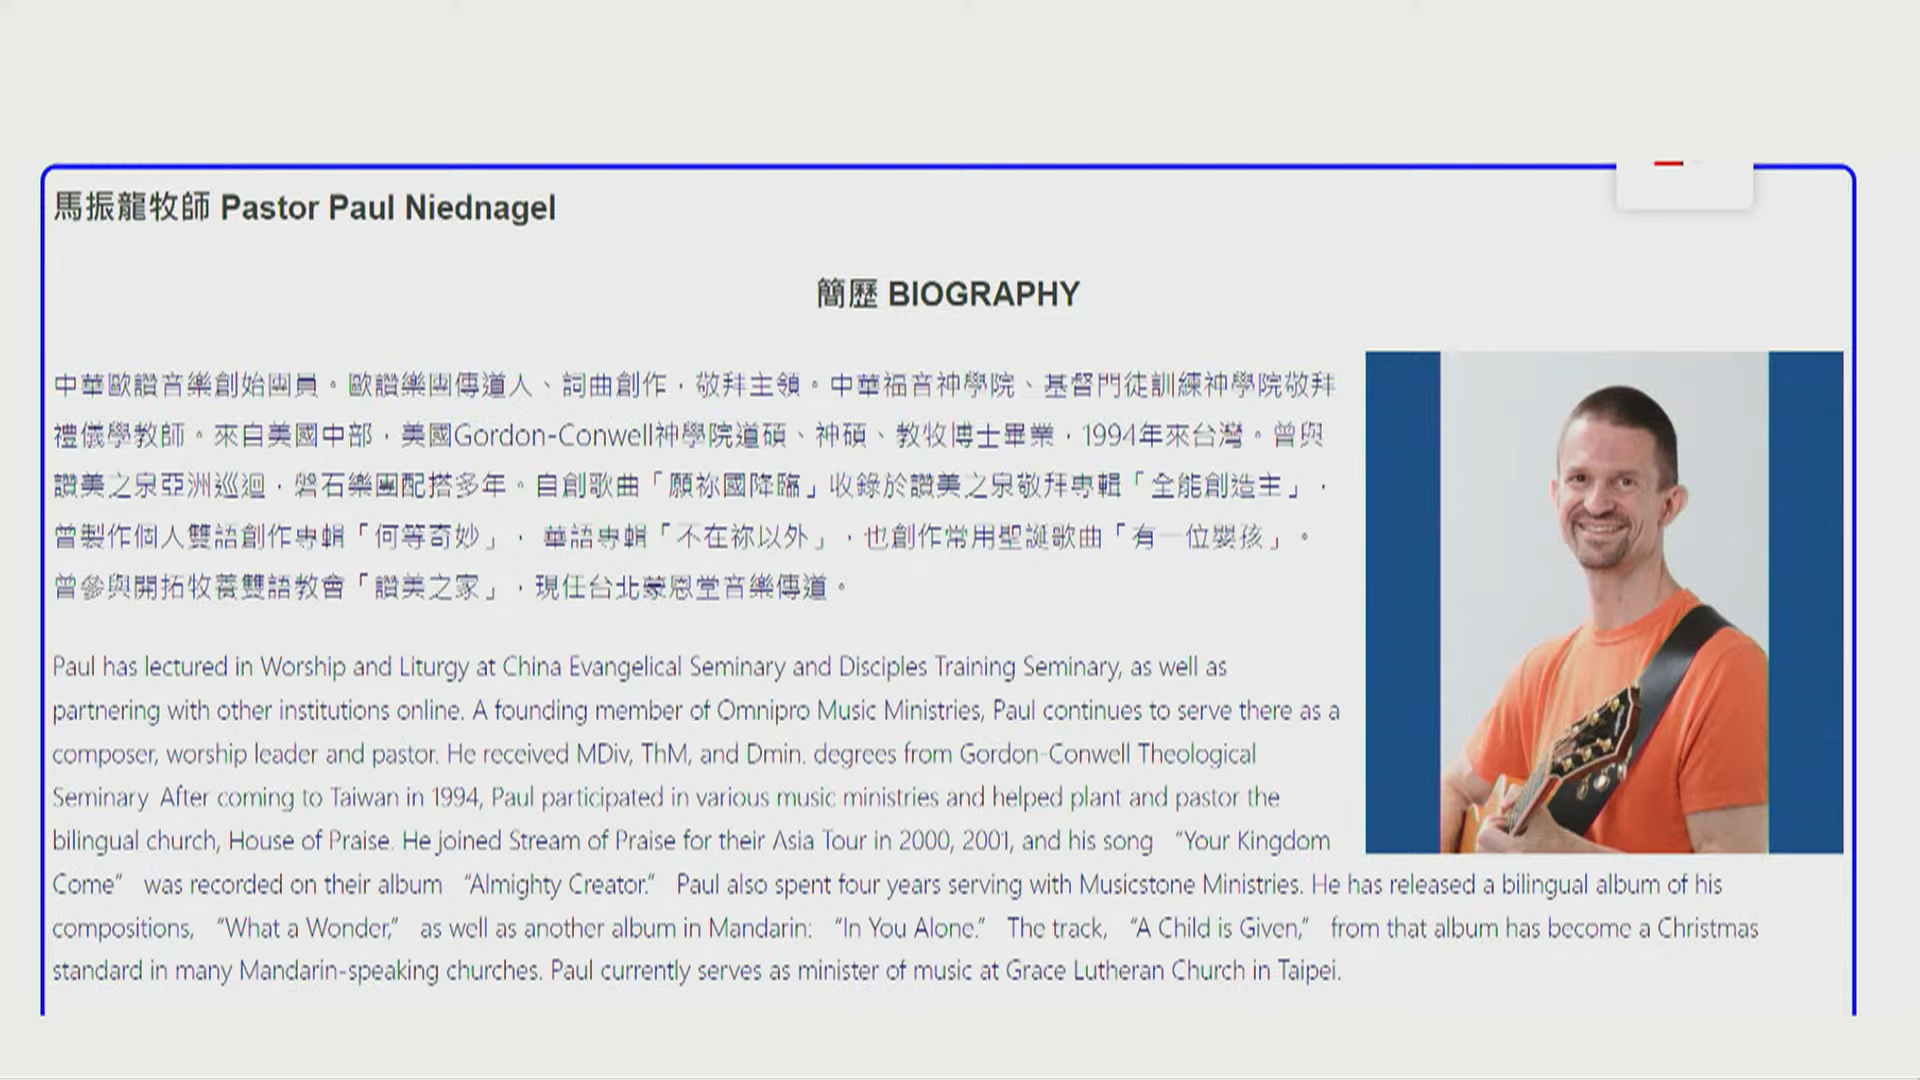 馬振龍牧師 Pastor Paul Niednagel
簡歷 BIOGRAPHY
中華歐讚音樂創始團員。歐讚樂團傳道人、詞曲創作，敬拜主領。中華福音神學院、基督門徒訓練神學院敬拜
禮儀學教師。來自美國中部，美國Gordon-Conwell神學院道碩、神碩、教牧博士畢業，1994年來台灣。曾與
讚美之泉亞洲巡迴，磐石樂團配搭多年。自創歌曲「願祢國降臨」收錄於讚美之泉敬拜專輯「全能創造主」，
曾製作個人雙語創作專輯「何等奇妙」， 華語專輯「不在祢以外」，也創作常用聖誕歌曲「有一位嬰孩」。
曾參與開拓牧養雙語教會「讚美之家」，現任台北蒙恩堂音樂傳道。
Paul has lectured in Worship and Liturgy at China Evangelical Seminary and Disciples Training Seminary, as well as
partnering with other institutions online. A founding member of Omnipro Music Ministries, Paul continues to serve there as a
composer, worship leader and pastor. He received MDiv, ThM, and Dmin. degrees from Gordon-Conwell Theological
Seminary After coming to Taiwan in 1994, Paul participated in various music ministries and helped plant and pastor the
bilingual church, House of Praise. He joined Stream of Praise for their Asia Tour in 2000, 2001, and his song “Your Kingdom
Come” was recorded on their album “Almighty Creator.” Paul also spent four years serving with Musicstone Ministries. He has released a bilingual album of his
compositions, “What a Wonder,” as well as another album in Mandarin: “In You Alone.” The track, “A Child is Given,” from that album has become a Christmas
standard in many Mandarin-speaking churches. Paul currently serves as minister of music at Grace Lutheran Church in Taipei.